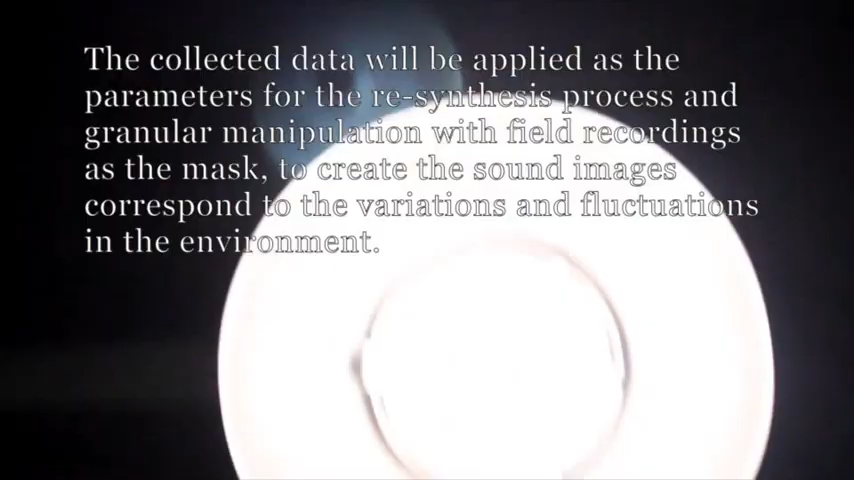 The collected data will be applied as the
parameters for the re-synthesis process and
granular manipulation with field recordings
as the mask, to create the sound images
correspond to the variations and fluctuations
in the environment.